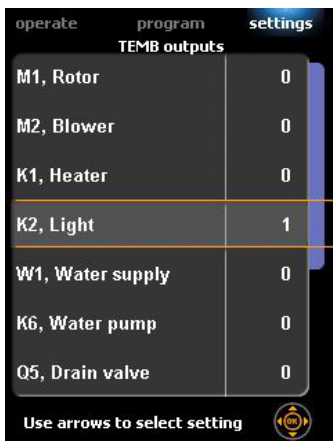 operate program settings
TEMB outputs
M1, Rotor 0
M2, Blower 0
K1, Heater 0
K2, Light 1
W1, Water supply 0
K6, Water pump 0
Q5, Drain valve 0
Use arrows to select setting OK